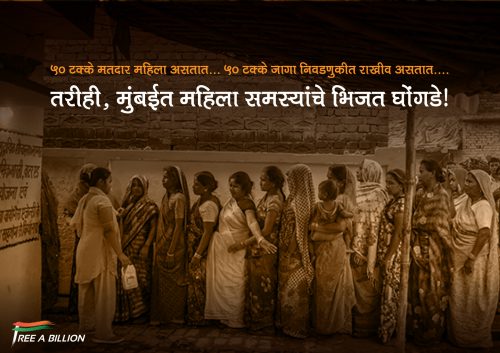 ५० टक्के मतदार महिला असतात... ५० टक्के जागा निवडणुकीत राखीव असतात....
तरीही, मुंबईत महिला समस्यांचे भिजत घोंगडे!
FREE A BILLION